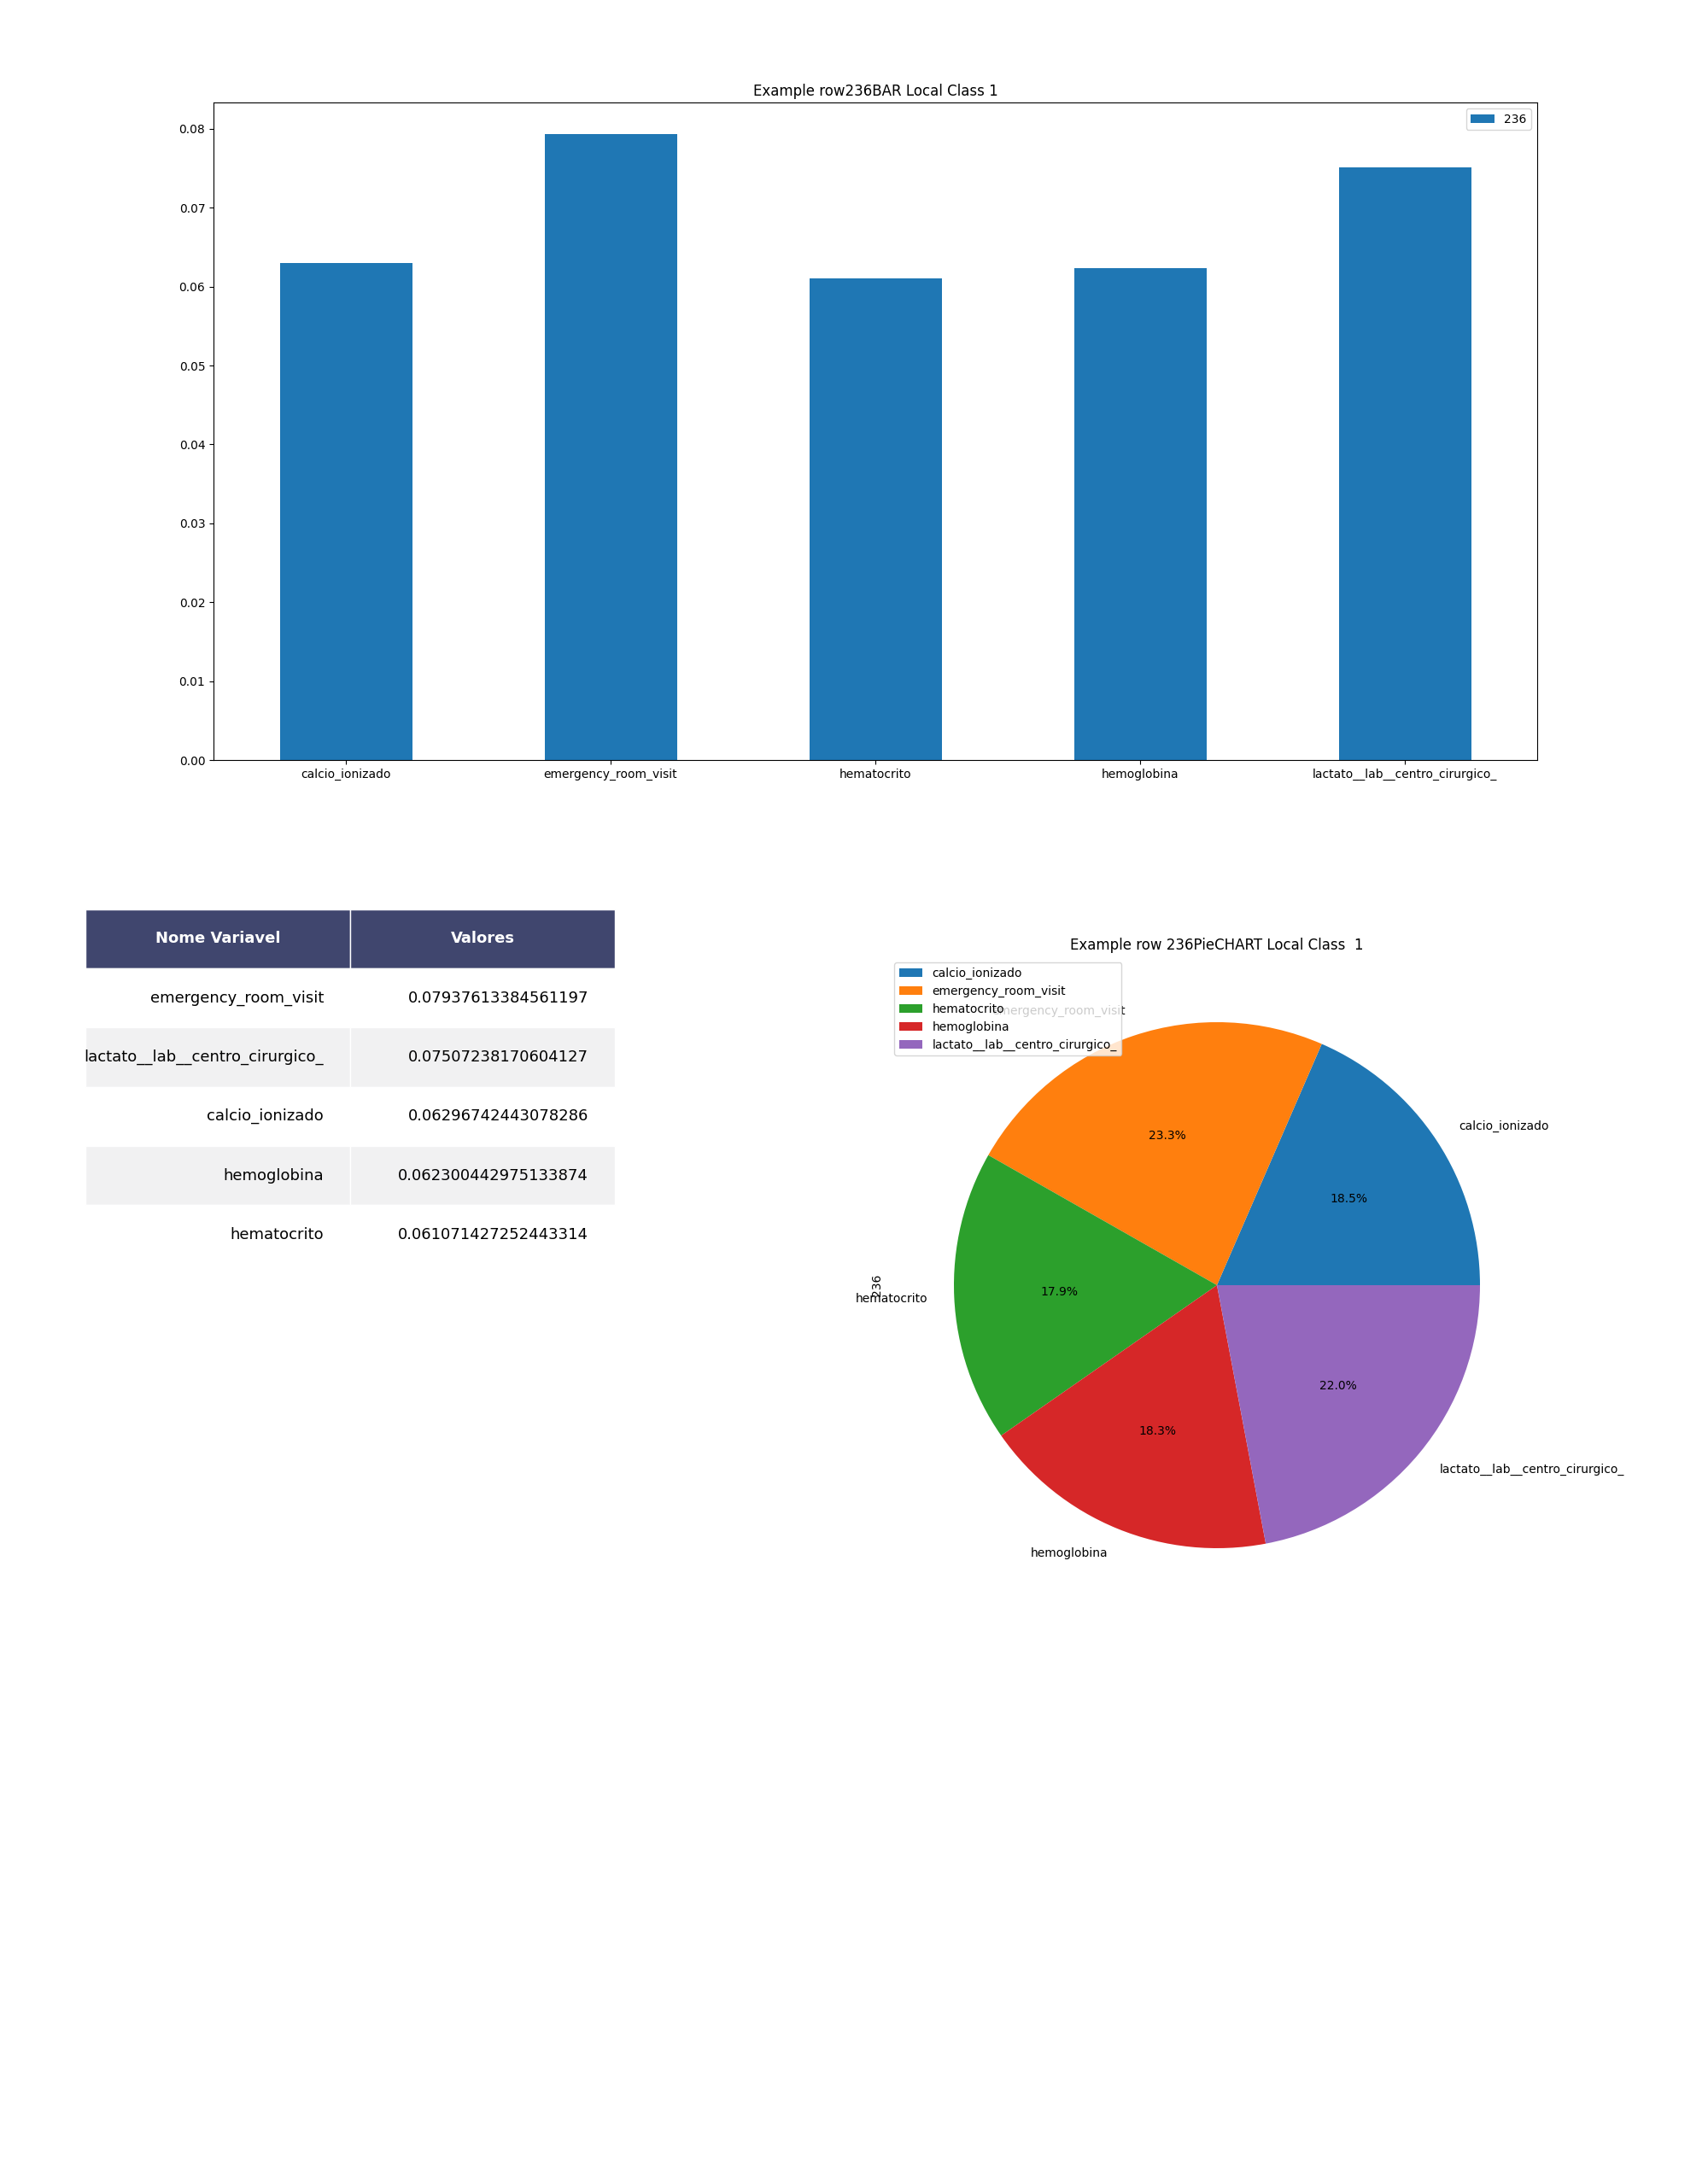 Example row236BAR Local Class 1
236
0.08
0.07
0.06
0.05
0.04
0.03
0.02
0.01
0.00
calcio_ionizado emergency_room_visit hematocrito hemoglobina lactato__lab__centro_cirurgico_
Nome Variavel Valores
emergency_room_visit 0.07937613384561197
lactato__lab__centro_cirurgico_ 0.07507238170604127
calcio_ionizado 0.06296742443078286
hemoglobina 0.062300442975133874
hematocrito 0.061071427252443314
Example row 236PieCHART Local Class  1
calcio_ionizado
emergency_room_visit
hematocrito
hemoglobina
lactato__lab__centro_cirurgico_
emergency_room_visit
calcio_ionizado
23.3%
18.5%
236
hematocrito
17.9%
22.0%
18.3%
lactato__lab__centro_cirurgico_
hemoglobina